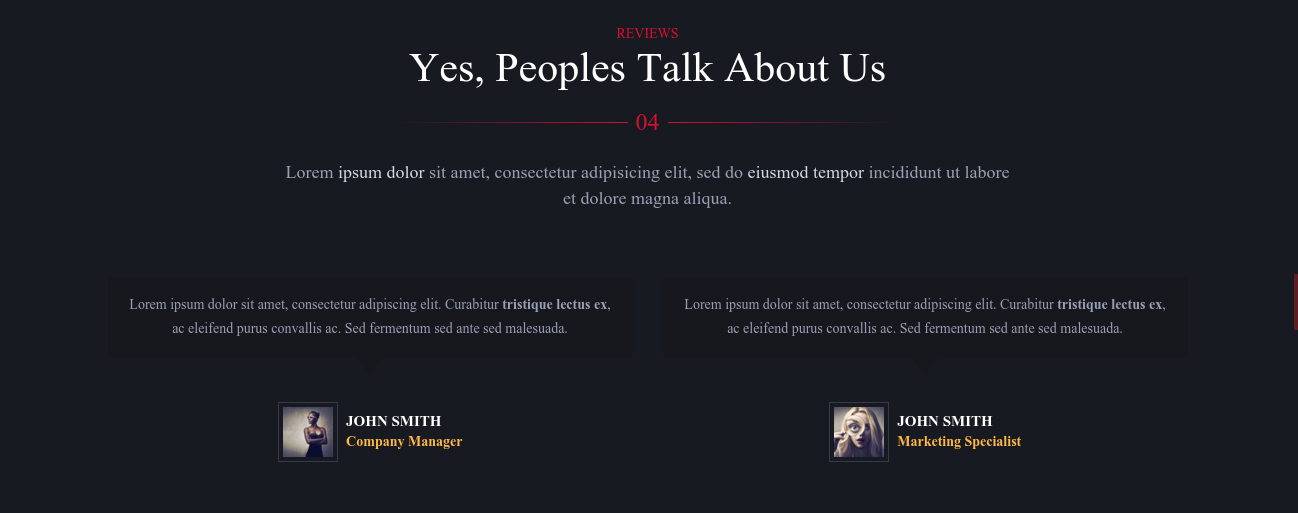 REVIEWS
Yes, Peoples Talk About Us
04
Lorem ipsum dolor sit amet, consectetur adipisicing elit, sed do eiusmod tempor incididunt ut labore
et dolore magna aliqua.
Lorem ipsum dolor sit amet, consectetur adipiscing elit. Curabitur tristique lectus ex,
ac eleifend purus convallis ac. Sed fermentum sed ante sed malesuada.
JOHN SMITH
Company Manager
Lorem ipsum dolor sit amet, consectetur adipiscing elit. Curabitur tristique lectus ex,
ac eleifend purus convallis ac. Sed fermentum sed ante sed malesuada.
JOHN SMITH
Marketing Specialist